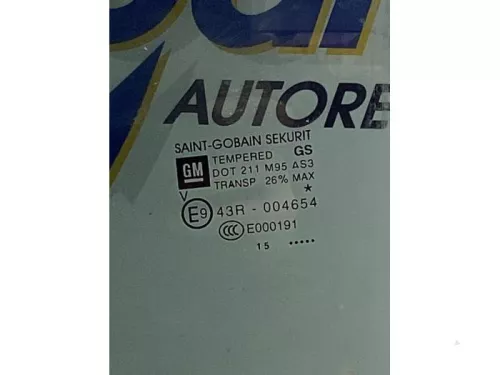 AUTORE
SAINT-GOBAIN SEKURIT
GM TEMPERED GS
DOT 211 M95 AS3
TRANSP 26% MAX
V *
E9 43R - 004654
CCC E000191
15 •••••